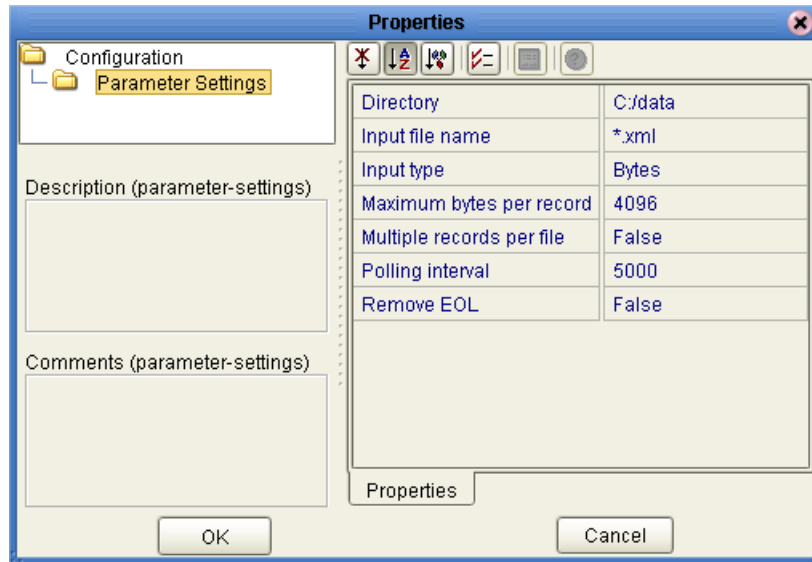 Properties
Configuration
Parameter Settings
Description (parameter-settings)
Comments (parameter-settings)
Directory C:/data
Input file name *.xml
Input type Bytes
Maximum bytes per record 4096
Multiple records per file False
Polling interval 5000
Remove EOL False
Properties
OK
Cancel